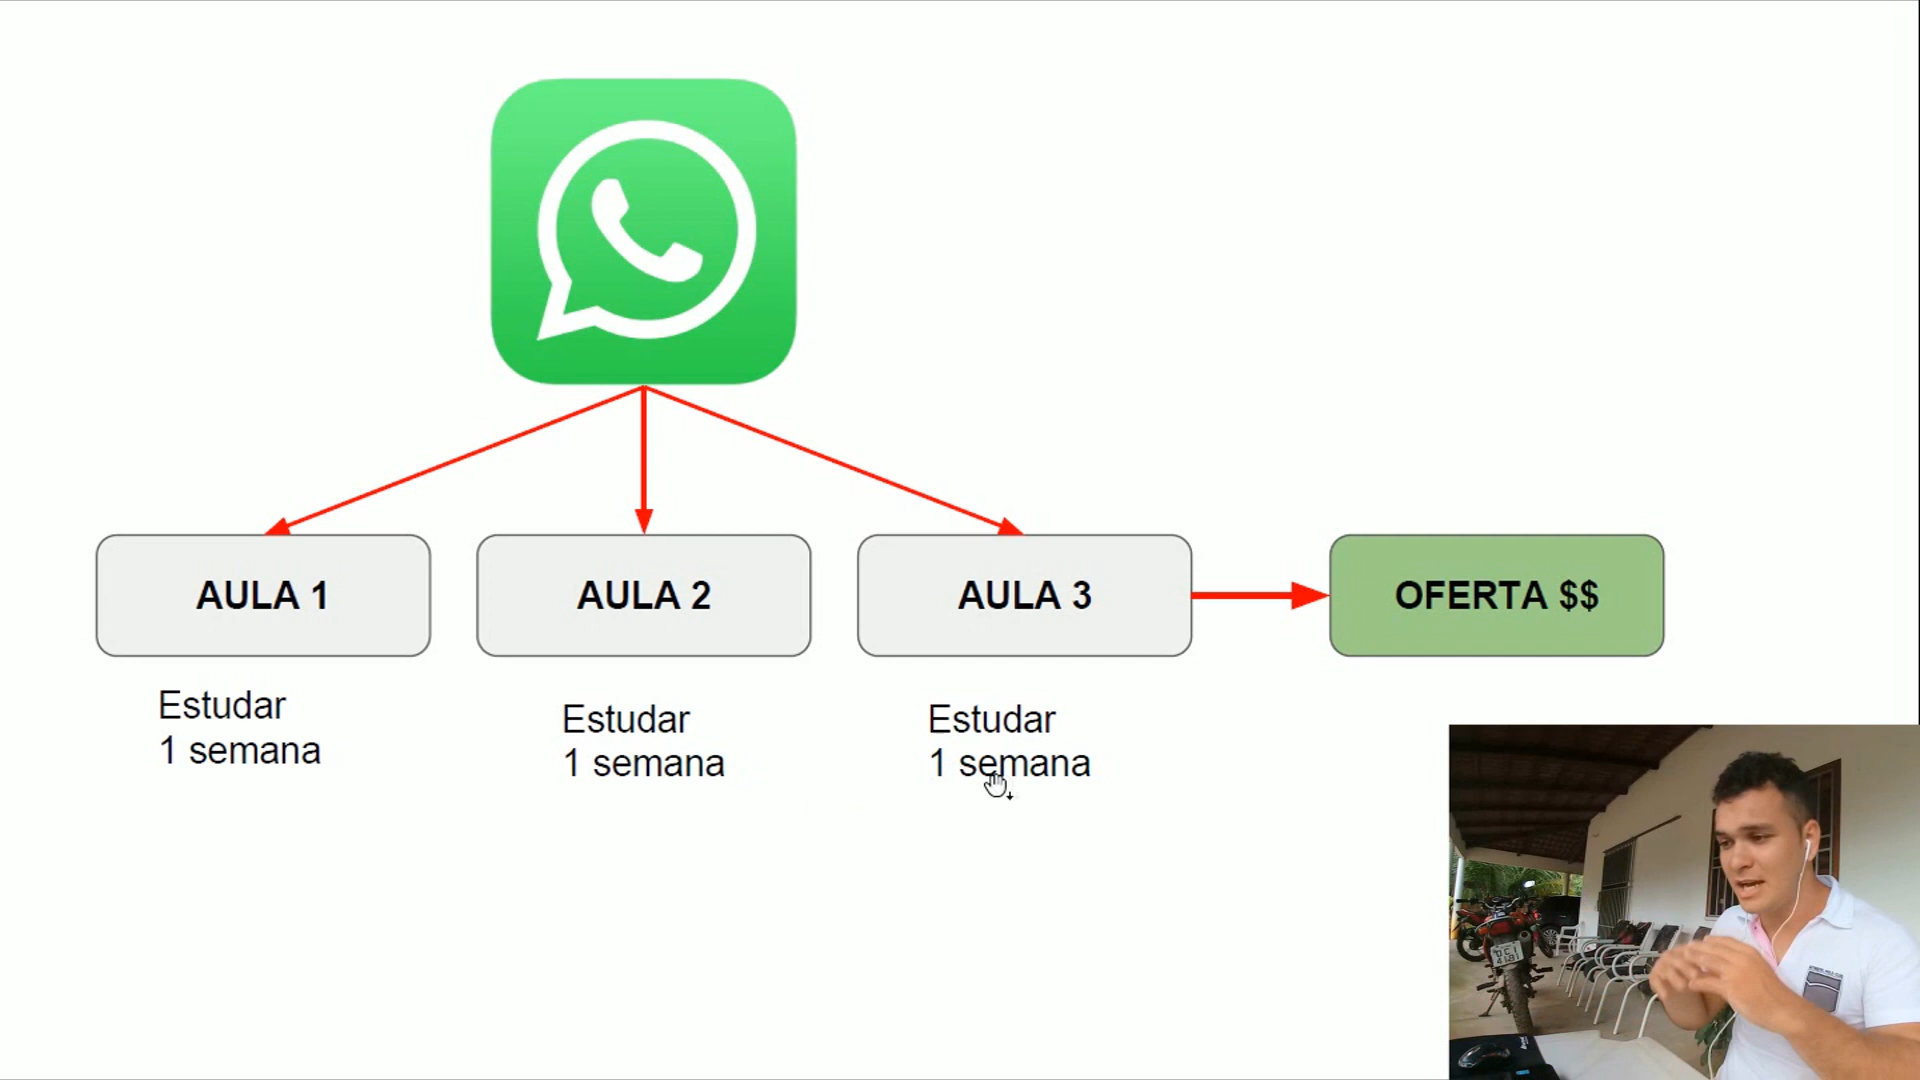 AULA 1
AULA 2
AULA 3
OFERTA $$
Estudar
1 semana
Estudar
1 semana
Estudar
1 semana